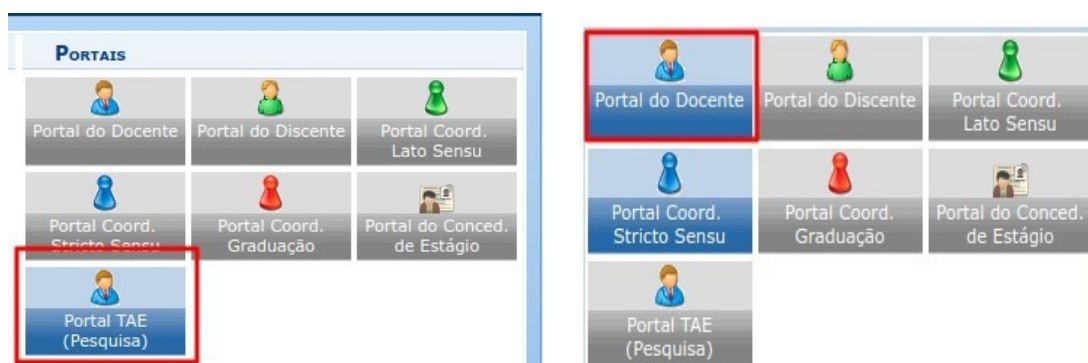 PORTAIS
Portal do Docente
Portal do Discente
Portal Coord.
Lato Sensu
Portal Coord.
Stricto Sensu
Portal Coord.
Graduação
Portal do Conced.
de Estágio
Portal TAE
(Pesquisa)
Portal do Docente
Portal do Discente
Portal Coord.
Lato Sensu
Portal Coord.
Stricto Sensu
Portal Coord.
Graduação
Portal do Conced.
de Estágio
Portal TAE
(Pesquisa)